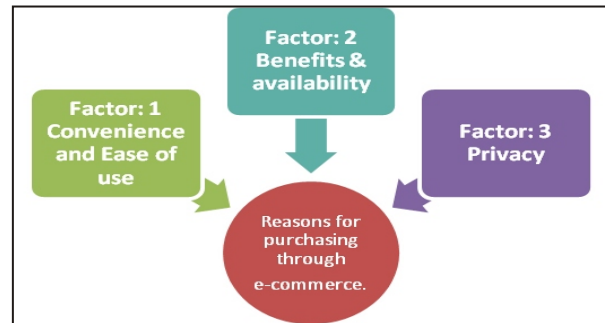 Factor: 1
Convenience
and Ease of
use
Factor: 2
Benefits &
availability
Factor: 3
Privacy
Reasons for
purchasing
through
e-commerce.